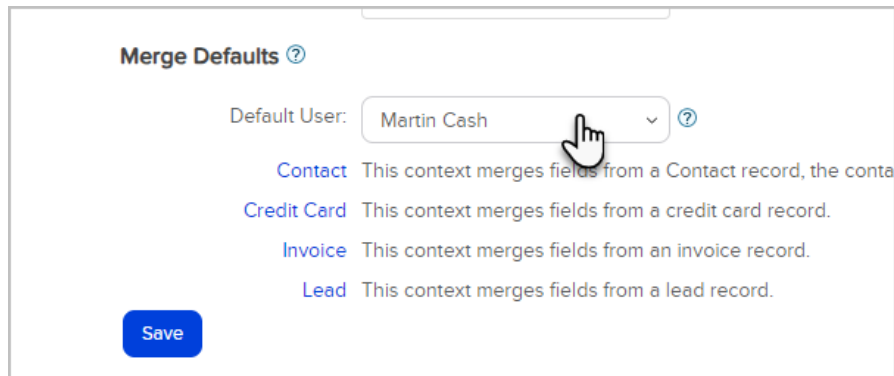 Merge Defaults ?
Default User: Martin Cash ?
Contact This context merges fields from a Contact record, the conta
Credit Card This context merges fields from a credit card record.
Invoice This context merges fields from an invoice record.
Lead This context merges fields from a lead record.
Save